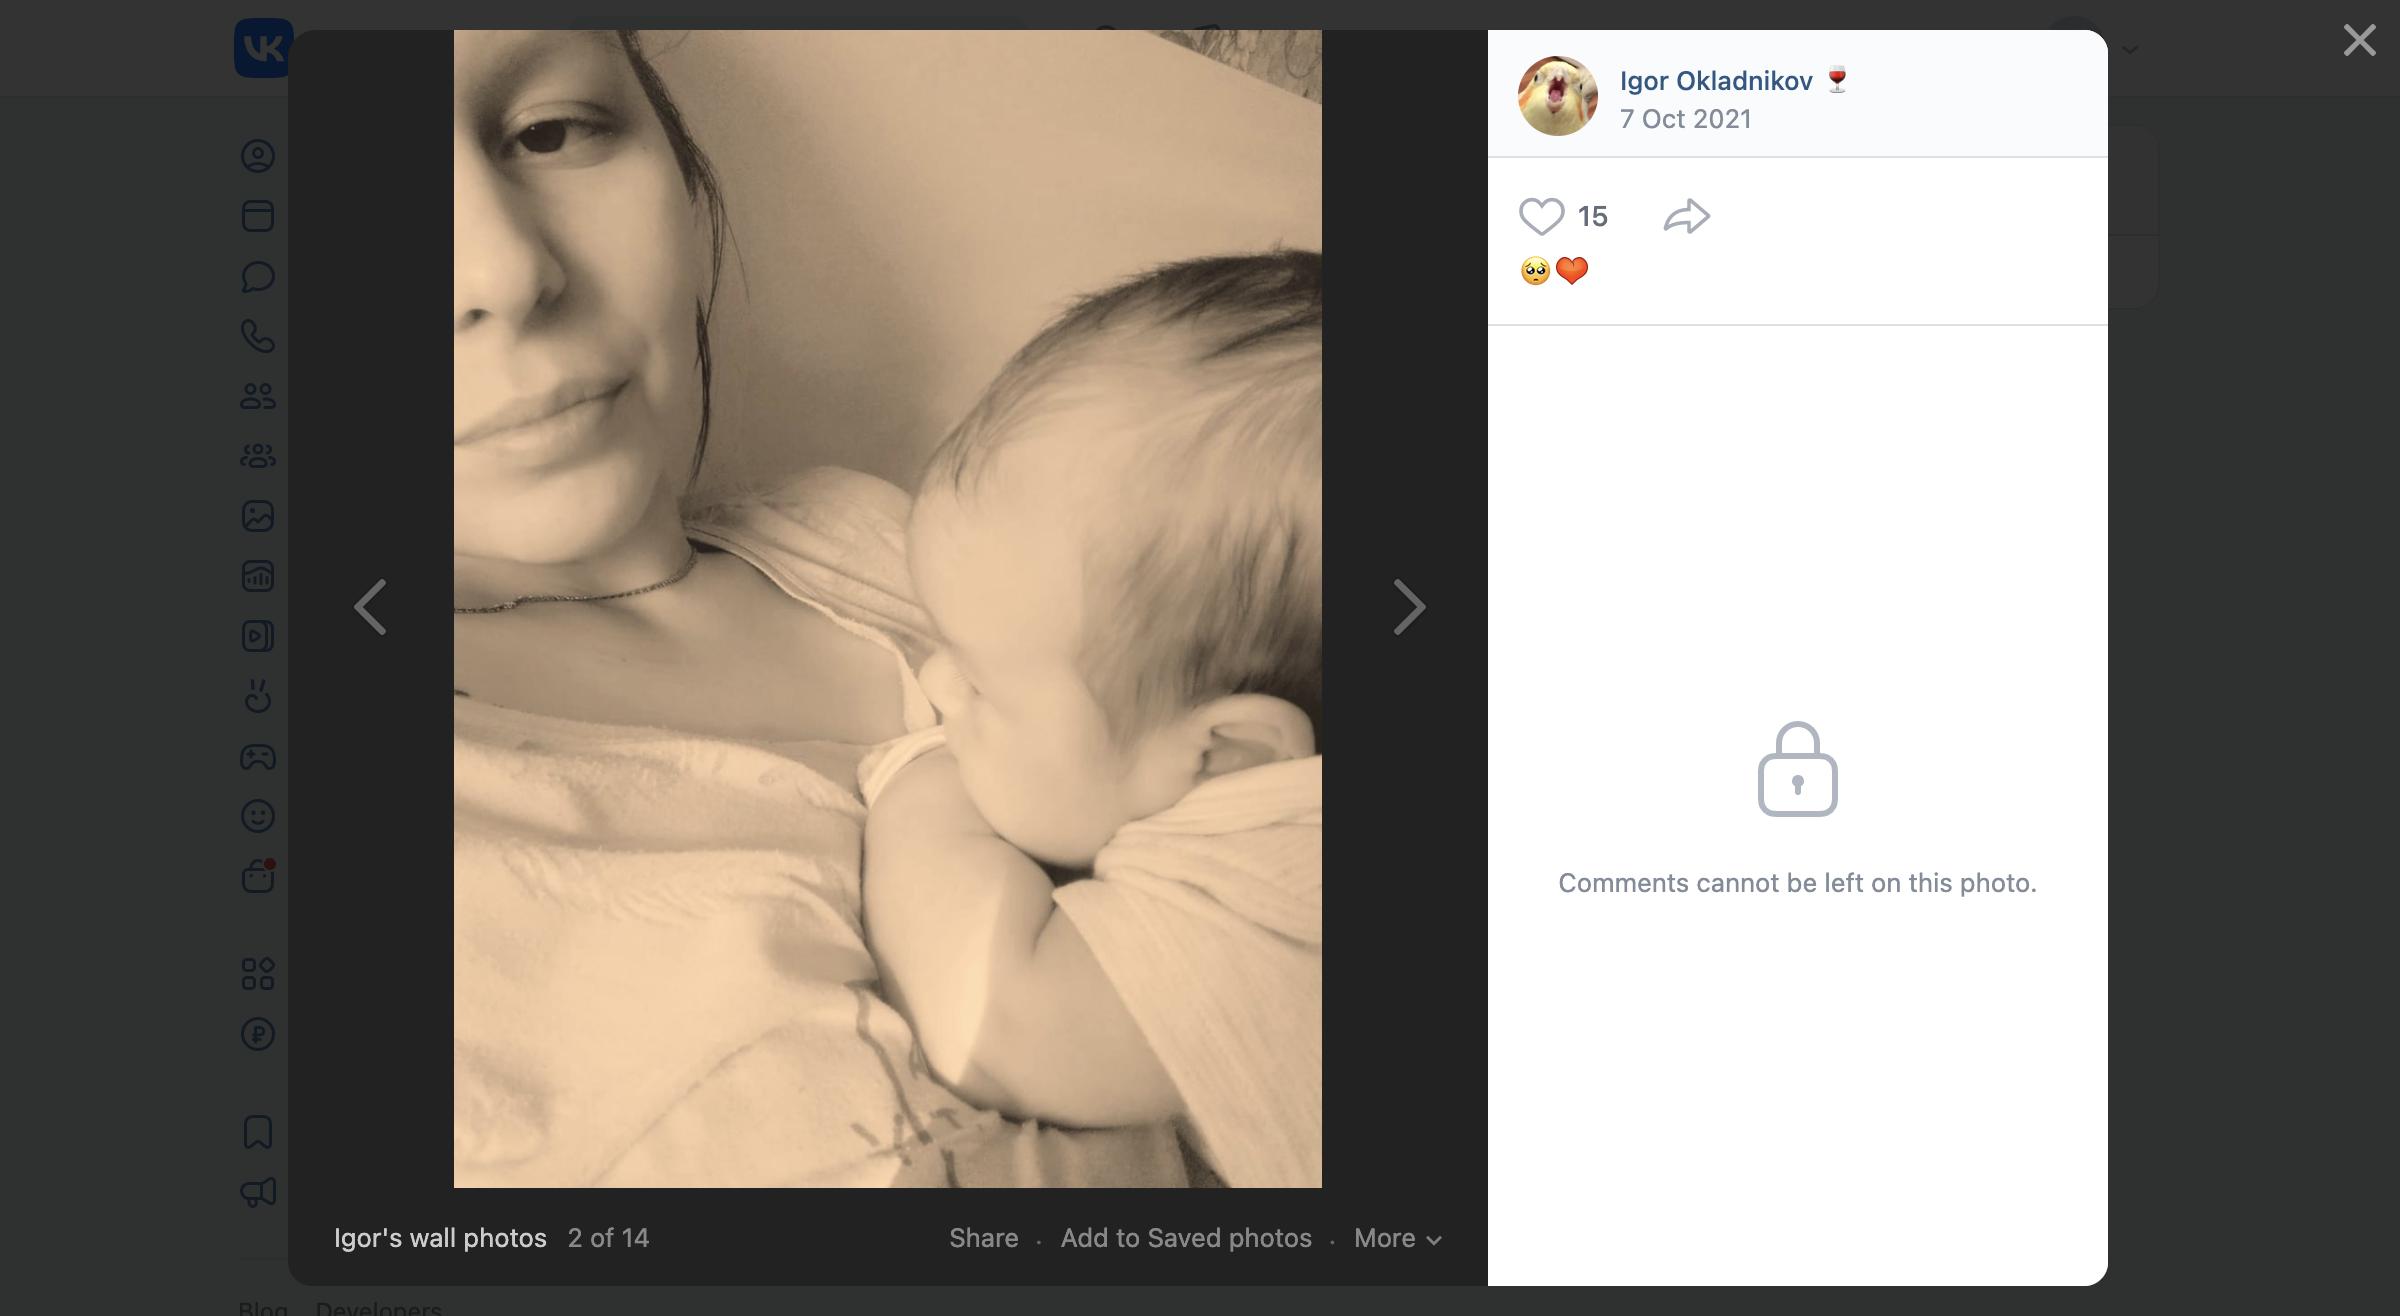 VK
Igor Okladnikov 🍷
7 Oct 2021
15
🥺❤️
Comments cannot be left on this photo.
Igor's wall photos 2 of 14
Share · Add to Saved photos · More
Blog Developers